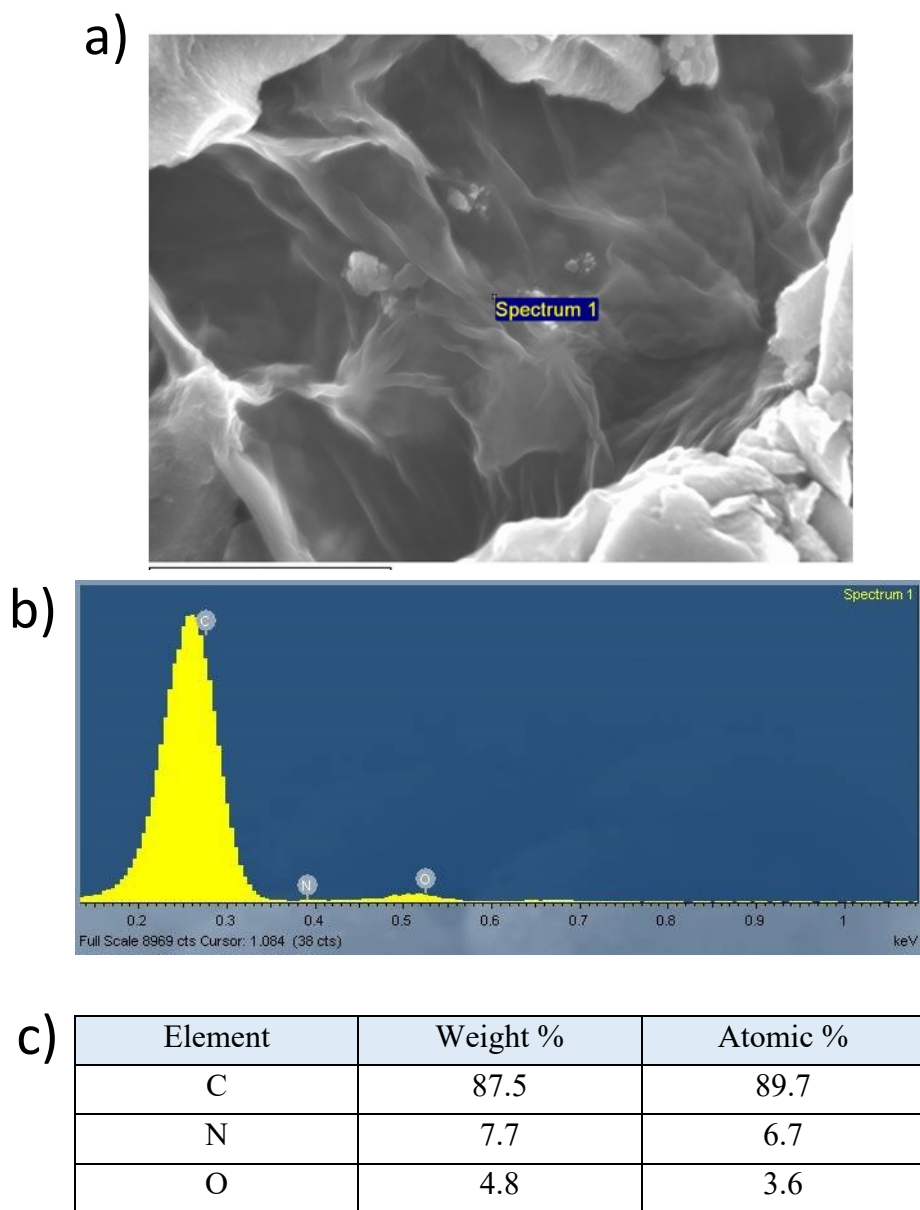 a)
Spectrum 1
b)
Spectrum 1
C
N
O
0.2 0.3 0.4 0.5 0.6 0.7 0.8 0.9 1
Full Scale 8969 cts Cursor: 1.084 (38 cts) keV
c)
Element Weight % Atomic %
C 87.5 89.7
N 7.7 6.7
O 4.8 3.6